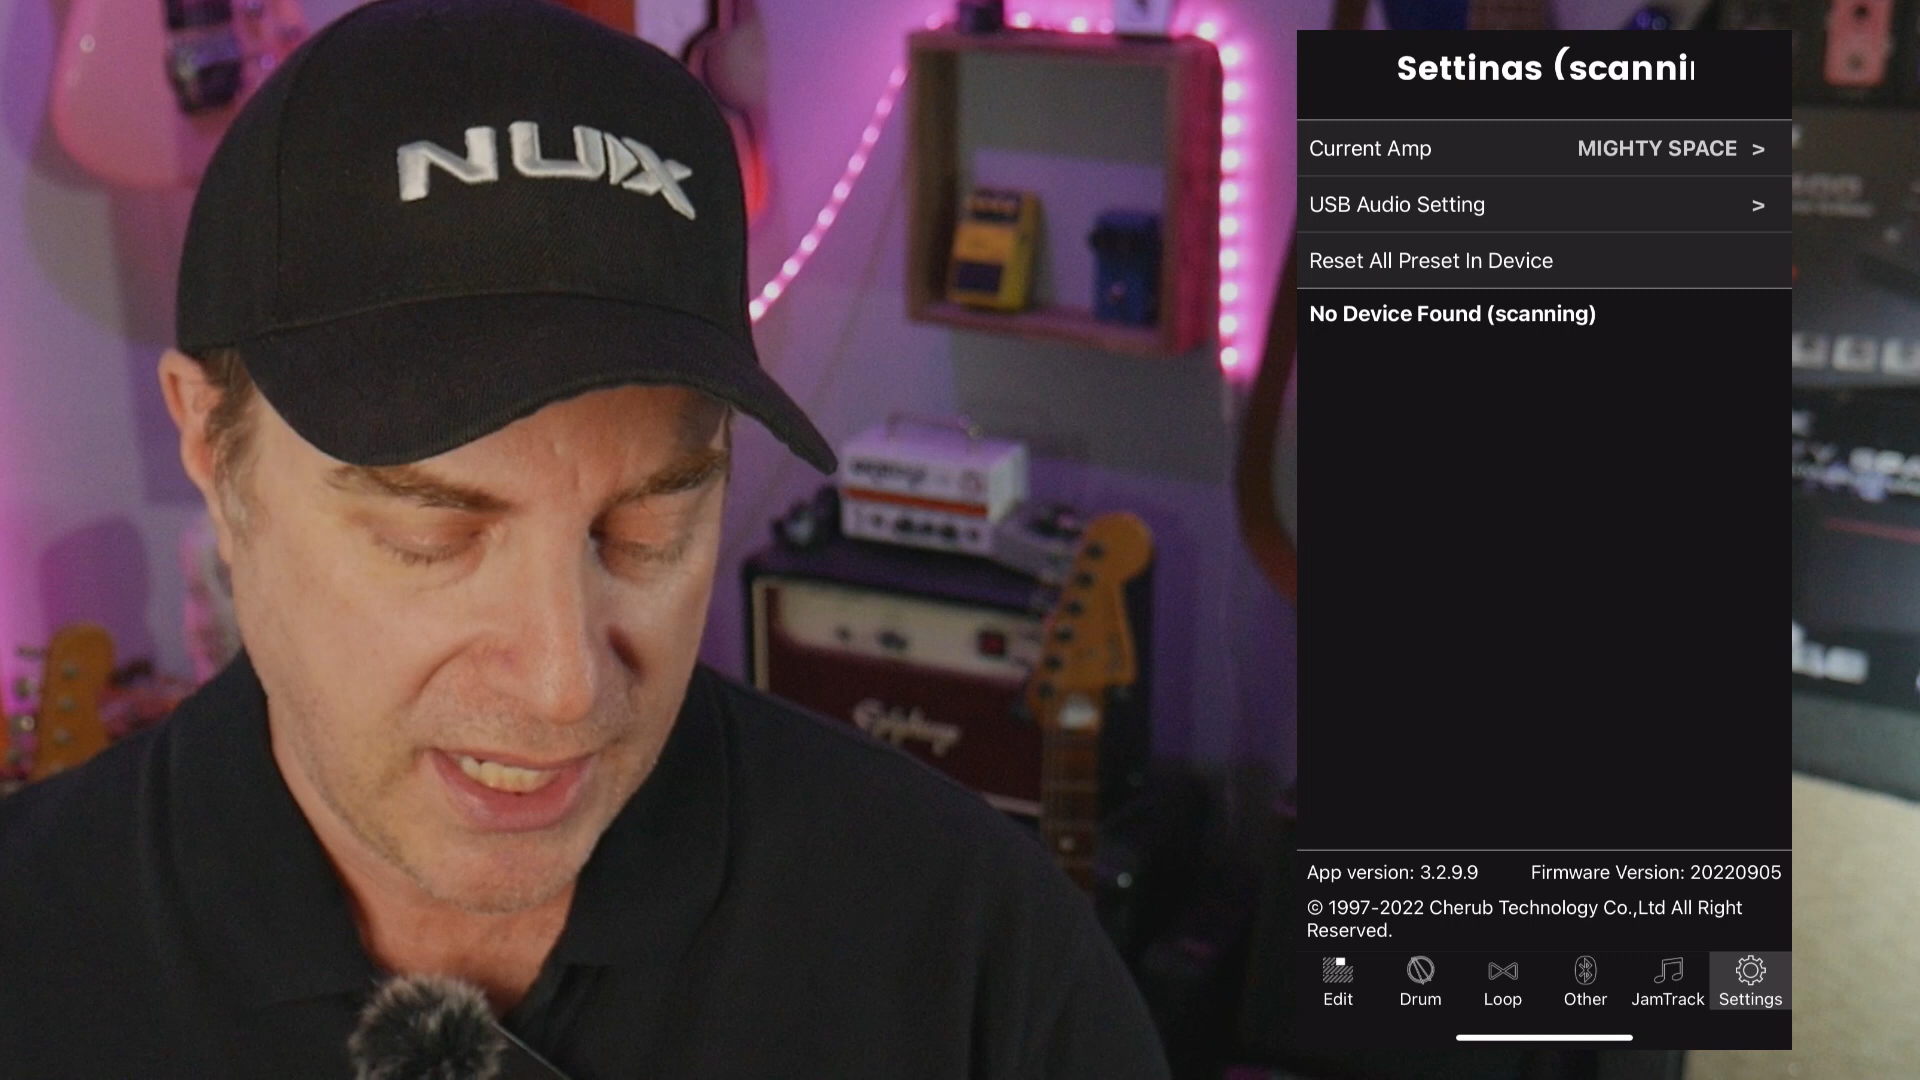 NUX
Settinas (scanni
Current Amp MIGHTY SPACE >
USB Audio Setting >
Reset All Preset In Device
No Device Found (scanning)
App version: 3.2.9.9 Firmware Version: 20220905
© 1997-2022 Cherub Technology Co.,Ltd All Right
Reserved.
Edit Drum Loop Other JamTrack Settings
Epiphone